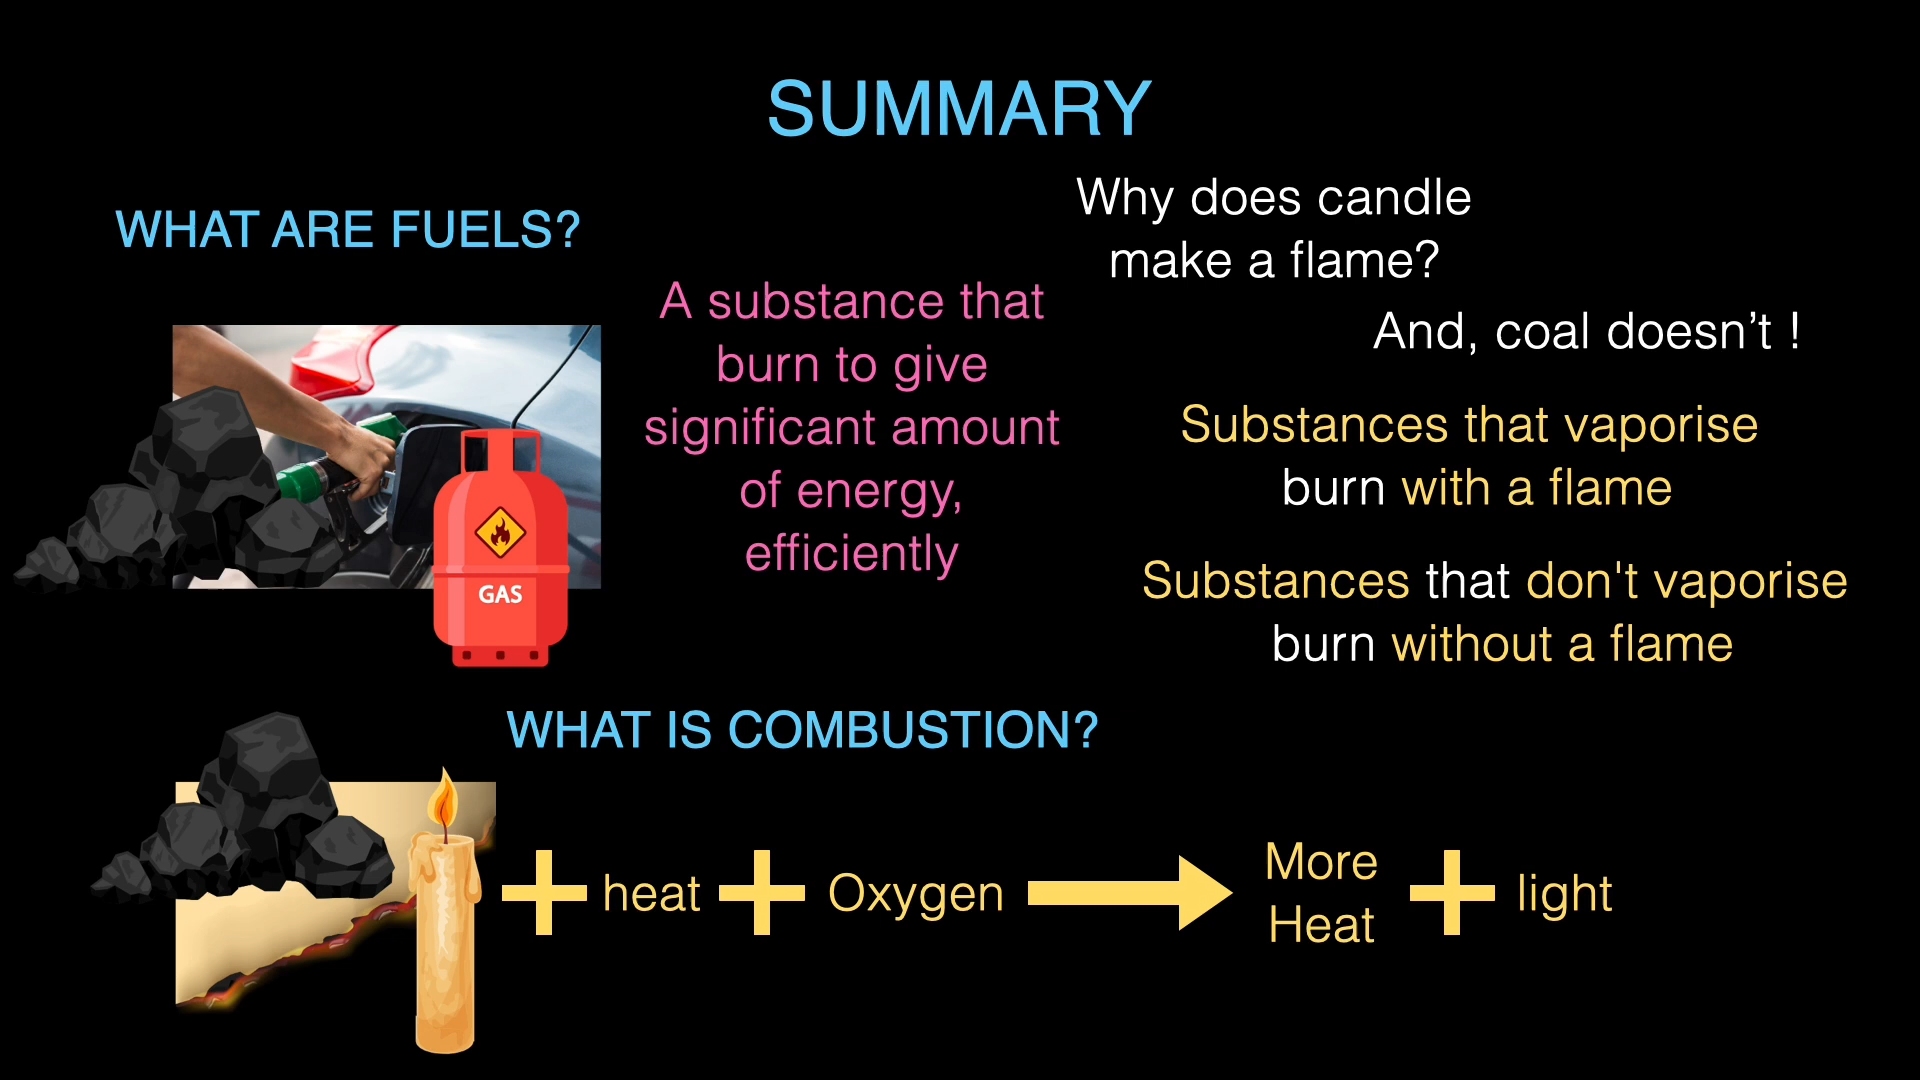 SUMMARY
WHAT ARE FUELS?
A substance that
burn to give
significant amount
of energy,
efficiently
GAS
Why does candle
make a flame?
And, coal doesn’t !
Substances that vaporise
burn with a flame
Substances that don't vaporise
burn without a flame
WHAT IS COMBUSTION?
heat
Oxygen
More
Heat
light